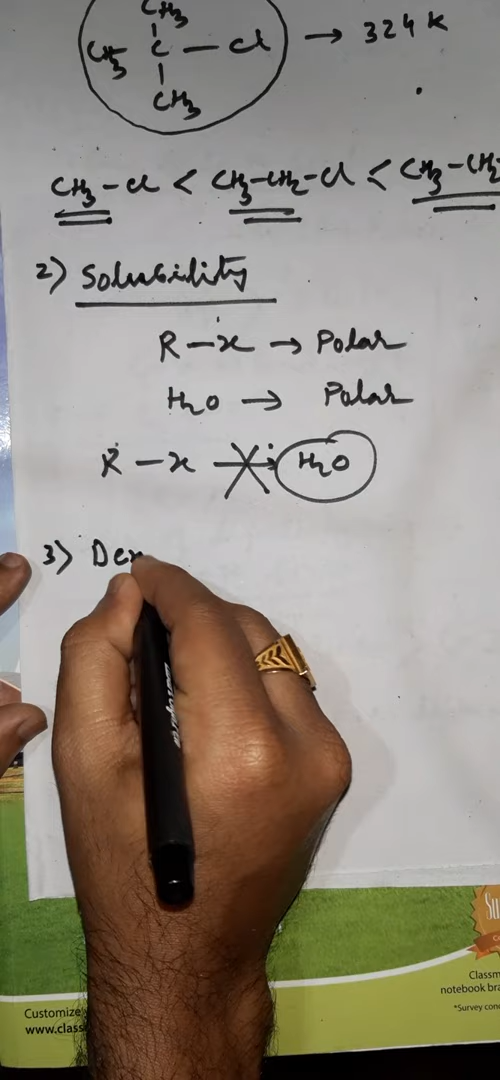 CH3
CH3 - C - Cl → 324 K
CH3
CH3-Cl < CH3-CH2-Cl < CH3-CH2
2) Solubility
R-x → Polar
H2O → Polar
R-x → H2O
3) Den
Customize
www.class
Classm
notebook bra
*Survey con